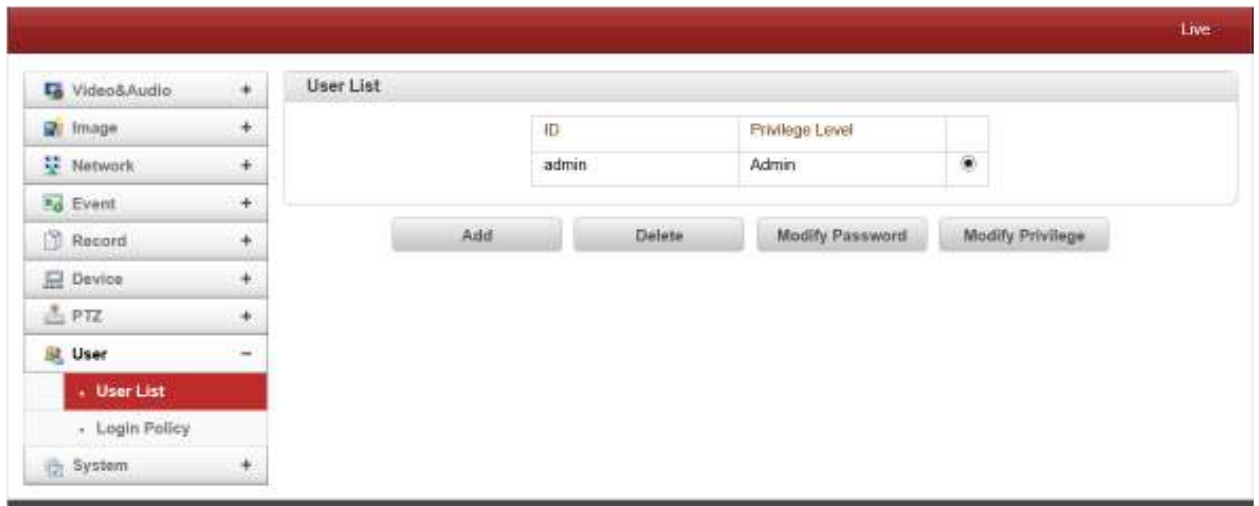 Live
Video&Audio +
Image +
Network +
Event +
Record +
Device +
PTZ +
User −
User List
Login Policy
System +
User List
ID Privilege Level
admin Admin
Add Delete Modify Password Modify Privilege